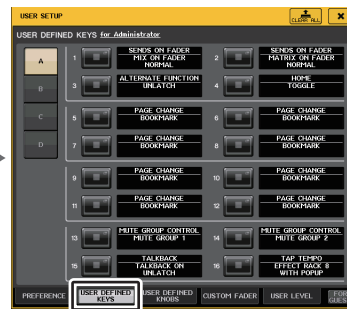 USER SETUP
CLEAR ALL
USER DEFINED KEYS for Administrator
A
B
C
D
1
SENDS ON FADER
MIX ON FADER
NORMAL
2
SENDS ON FADER
MATRIX ON FADER
NORMAL
3
ALTERNATE FUNCTION
UNLATCH
4
HOME
TOGGLE
5
PAGE CHANGE
BOOKMARK
6
PAGE CHANGE
BOOKMARK
7
PAGE CHANGE
BOOKMARK
8
PAGE CHANGE
BOOKMARK
9
PAGE CHANGE
BOOKMARK
10
PAGE CHANGE
BOOKMARK
11
PAGE CHANGE
BOOKMARK
12
PAGE CHANGE
BOOKMARK
13
MUTE GROUP CONTROL
MUTE GROUP 1
14
MUTE GROUP CONTROL
MUTE GROUP 2
15
TALKBACK
TALKBACK ON
UNLATCH
16
TAP TEMPO
EFFECT RACK 8
WITH POPUP
PREFERENCE
USER DEFINED
KEYS
USER DEFINED
KNOBS
CUSTOM FADER
USER LEVEL
FOR
GUES